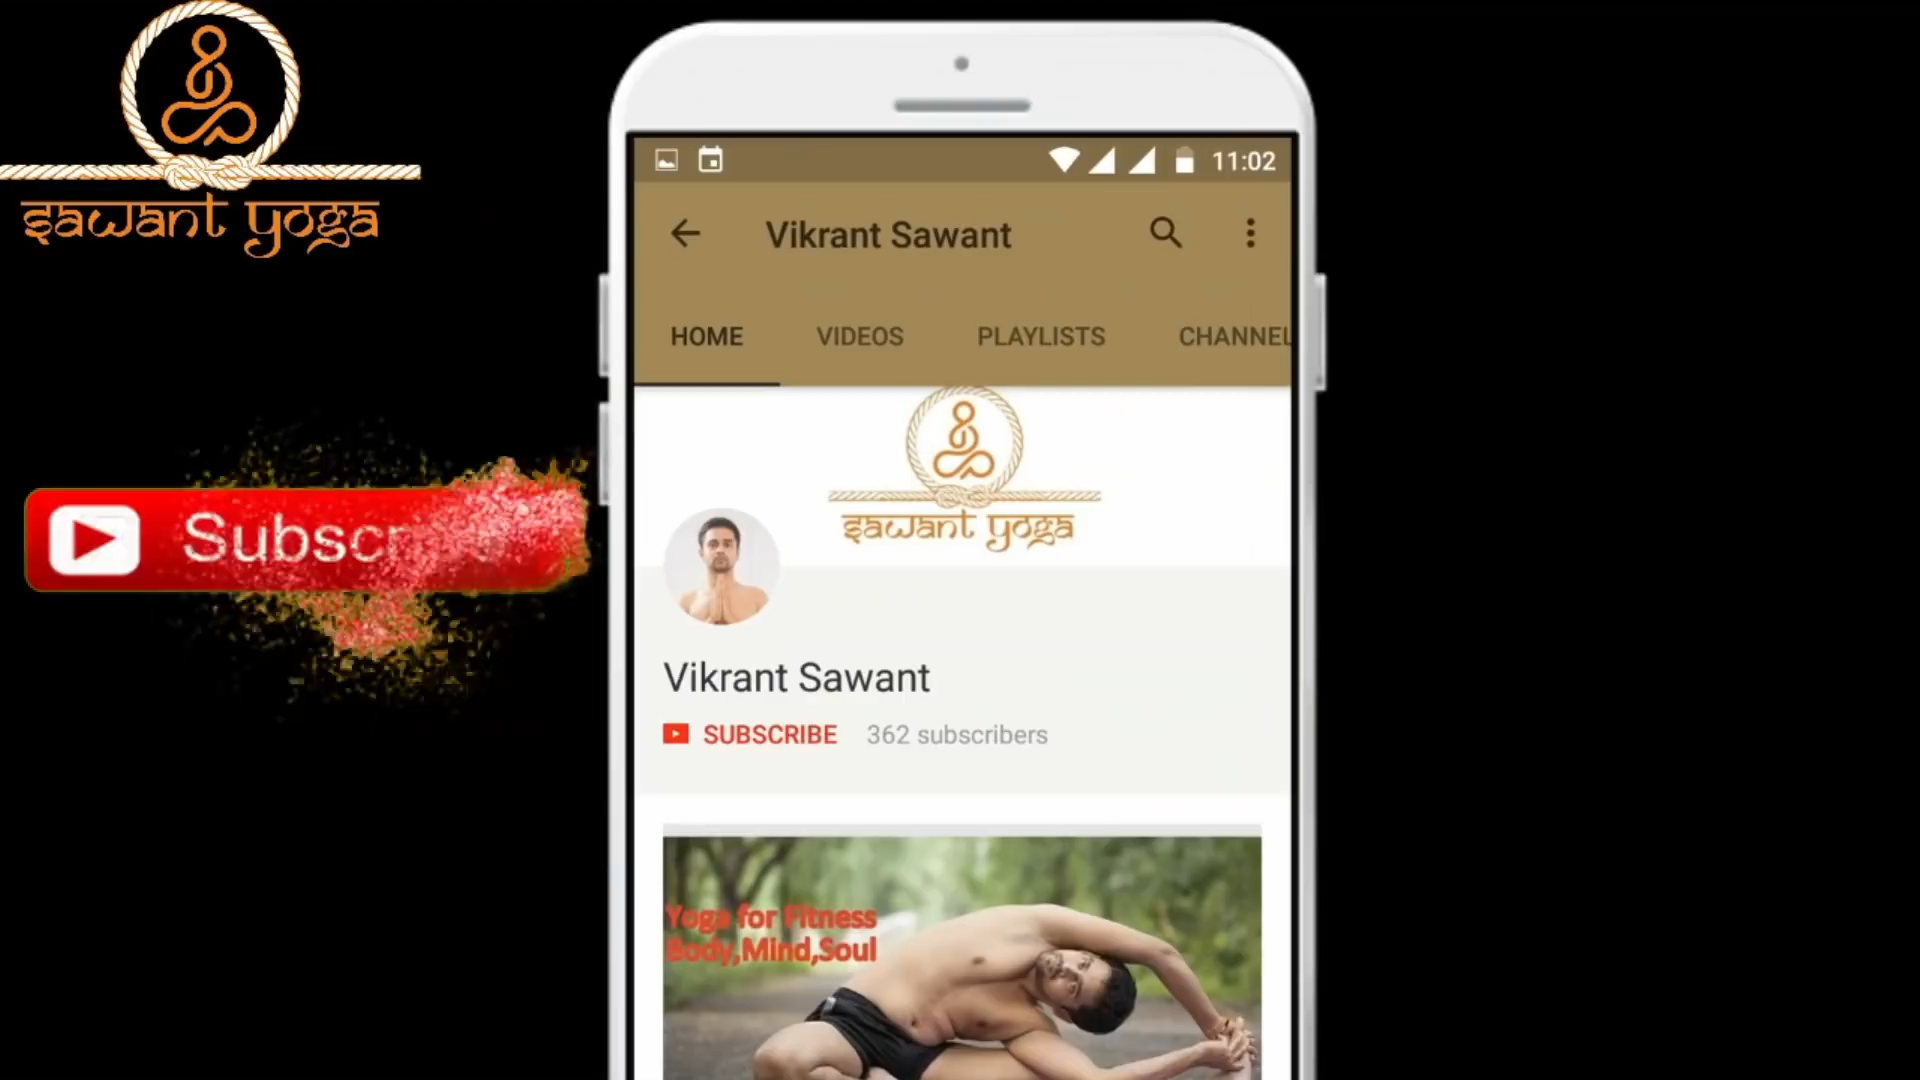 sawant yoga
Subscr
11:02
Vikrant Sawant
HOME VIDEOS PLAYLISTS CHANNEL
sawant yoga
Vikrant Sawant
SUBSCRIBE 362 subscribers
Yoga for Fitness
Body,Mind,Soul